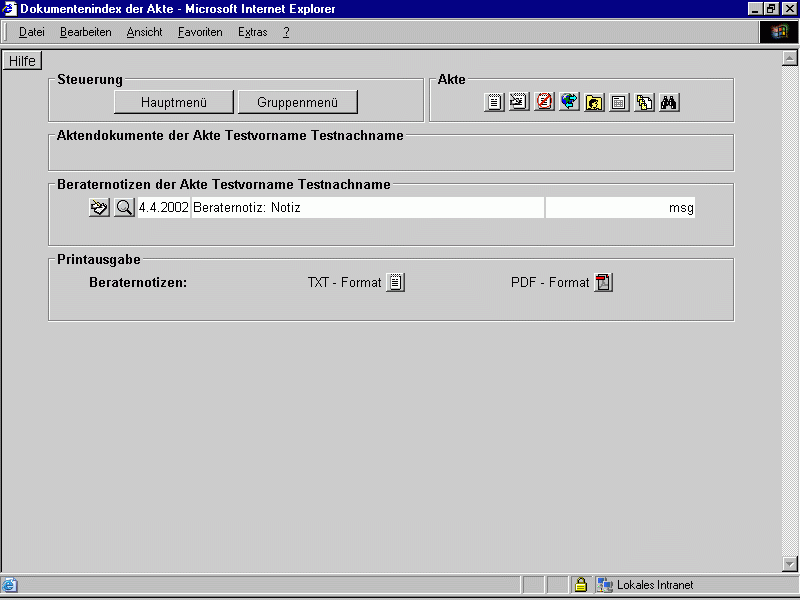 Dokumentenindex der Akte - Microsoft Internet Explorer
Datei Bearbeiten Ansicht Favoriten Extras ?
Hilfe
Steuerung Akte
Hauptmenü Gruppenmenü
Aktendokumente der Akte Testvorname Testnachname
Beraternotizen der Akte Testvorname Testnachname
4.4.2002 Beraternotiz: Notiz msg
Printausgabe
Beraternotizen: TXT - Format PDF - Format
Lokales Intranet